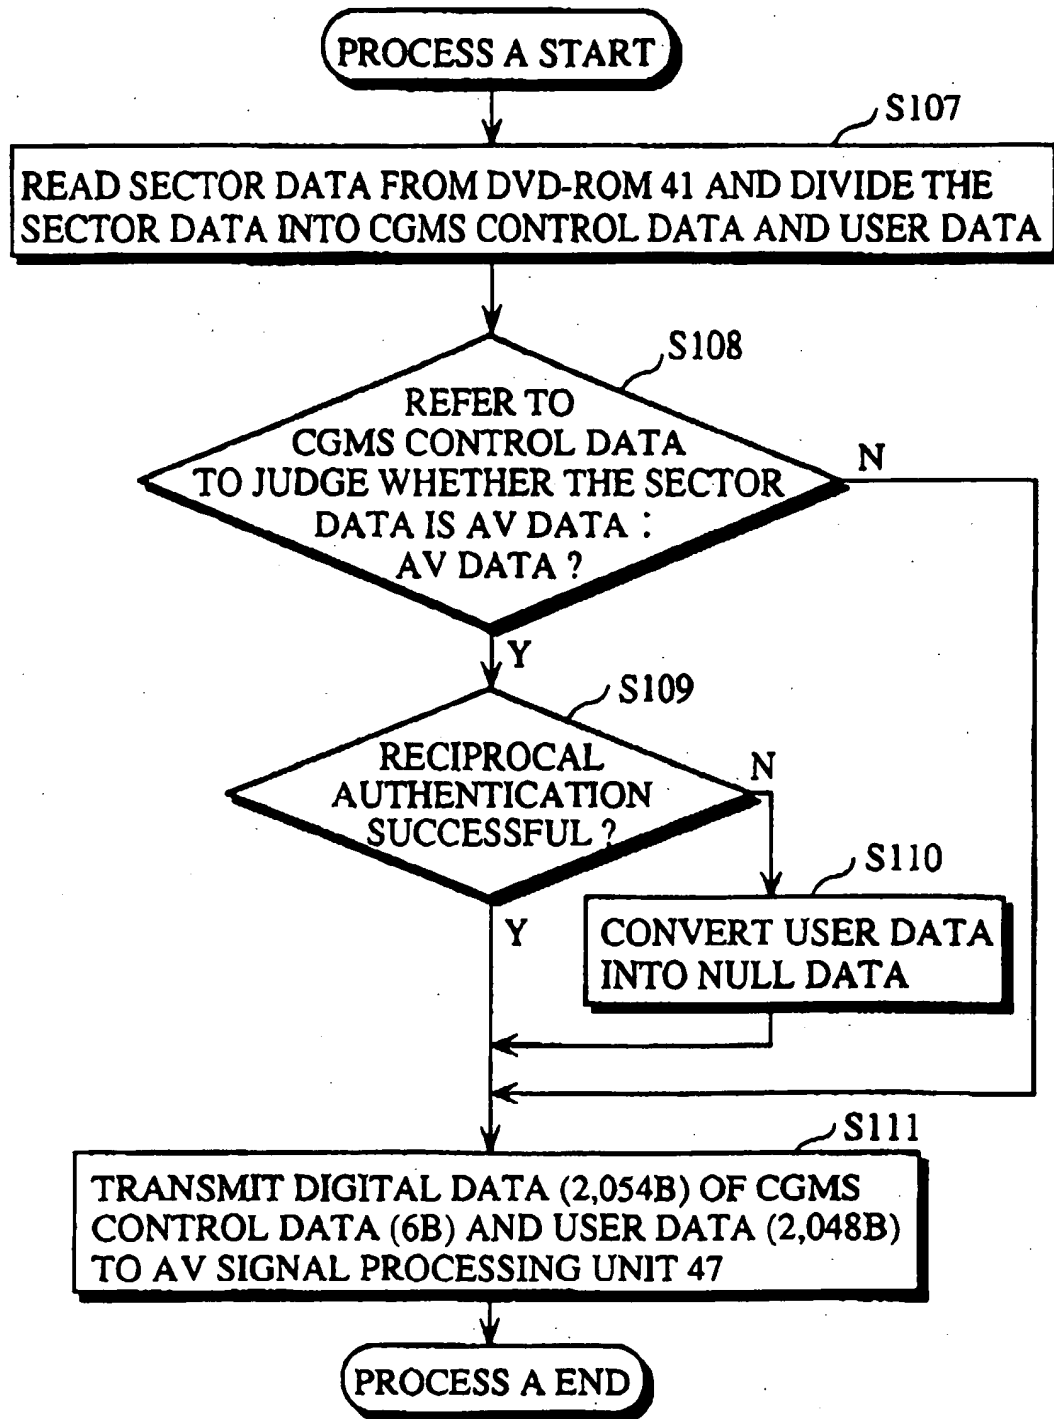 PROCESS A START
S107
READ SECTOR DATA FROM DVD-ROM 41 AND DIVIDE THE
SECTOR DATA INTO CGMS CONTROL DATA AND USER DATA
S108
REFER TO
CGMS CONTROL DATA
TO JUDGE WHETHER THE SECTOR
DATA IS AV DATA :
AV DATA ?
N
Y
S109
RECIPROCAL
AUTHENTICATION
SUCCESSFUL ?
N
S110
Y
CONVERT USER DATA
INTO NULL DATA
S111
TRANSMIT DIGITAL DATA (2,054B) OF CGMS
CONTROL DATA (6B) AND USER DATA (2,048B)
TO AV SIGNAL PROCESSING UNIT 47
PROCESS A END